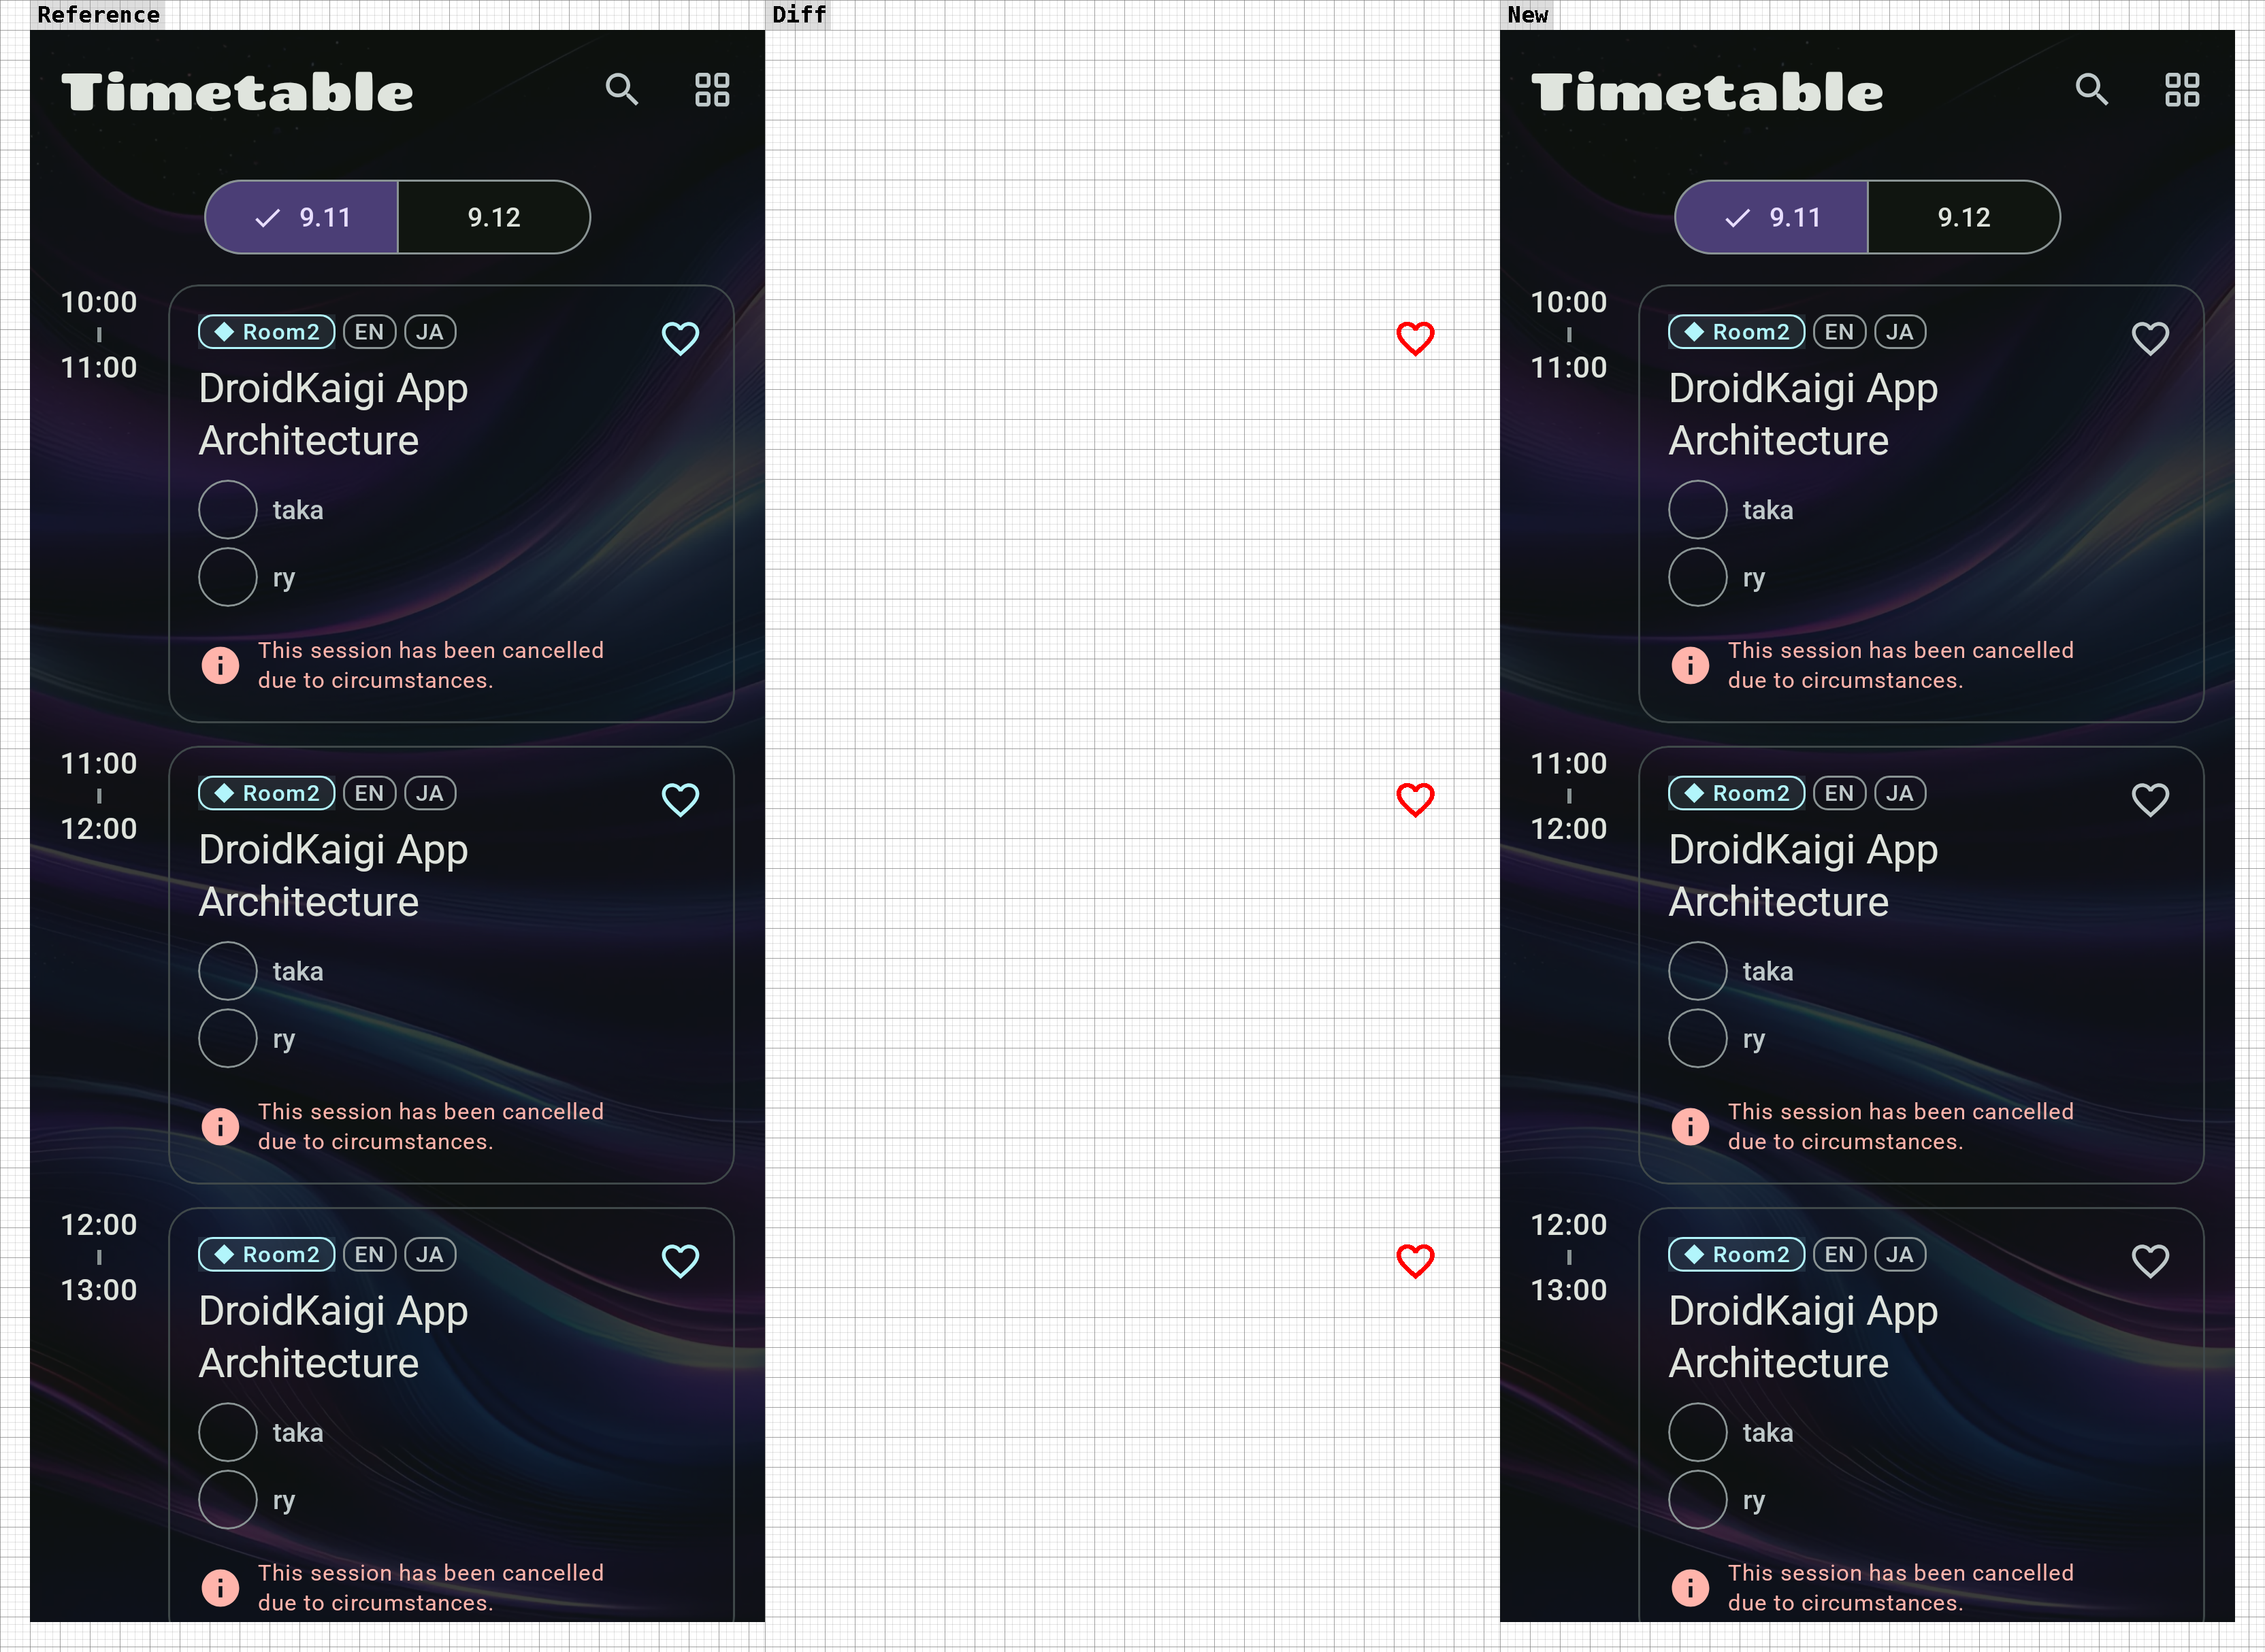 Reference
Timetable
9.11
9.12
10:00
11:00
Room2 EN JA
DroidKaigi App
Architecture
taka
ry
This session has been cancelled
due to circumstances.
11:00
12:00
Room2 EN JA
DroidKaigi App
Architecture
taka
ry
This session has been cancelled
due to circumstances.
12:00
13:00
Room2 EN JA
DroidKaigi App
Architecture
taka
ry
This session has been cancelled
due to circumstances.
Diff
New
Timetable
9.11
9.12
10:00
11:00
Room2 EN JA
DroidKaigi App
Architecture
taka
ry
This session has been cancelled
due to circumstances.
11:00
12:00
Room2 EN JA
DroidKaigi App
Architecture
taka
ry
This session has been cancelled
due to circumstances.
12:00
13:00
Room2 EN JA
DroidKaigi App
Architecture
taka
ry
This session has been cancelled
due to circumstances.